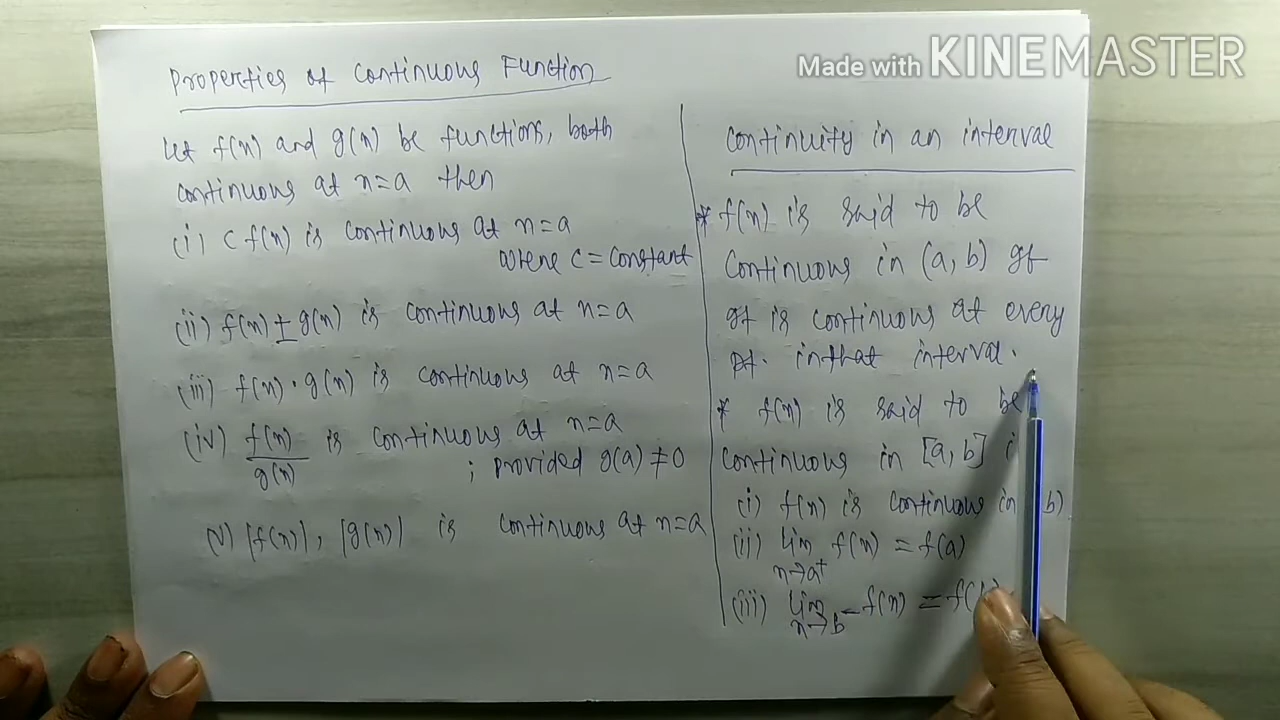 Made with KINEMASTER
Properties of Continuous Function
Let f(x) and g(x) be functions, both
continuous at x=a then
(i) c f(x) is continuous at x=a
where c = constant
(ii) f(x) ± g(x) is continuous at x=a
(iii) f(x) · g(x) is continuous at x=a
(iv) f(x)/g(x) is continuous at x=a
; provided g(a) ≠ 0
(v) |f(x)|, |g(x)| is continuous at x=a
Continuity in an interval
* f(x) is said to be
continuous in (a, b) If
It is continuous at every
pt. in that interval.
* f(x) is said to be
continuous in [a, b]
(i) f(x) is continuous in b)
(ii) lim f(x) = f(a)
x→a⁺
(iii) lim f(x) = f(
x→b⁻